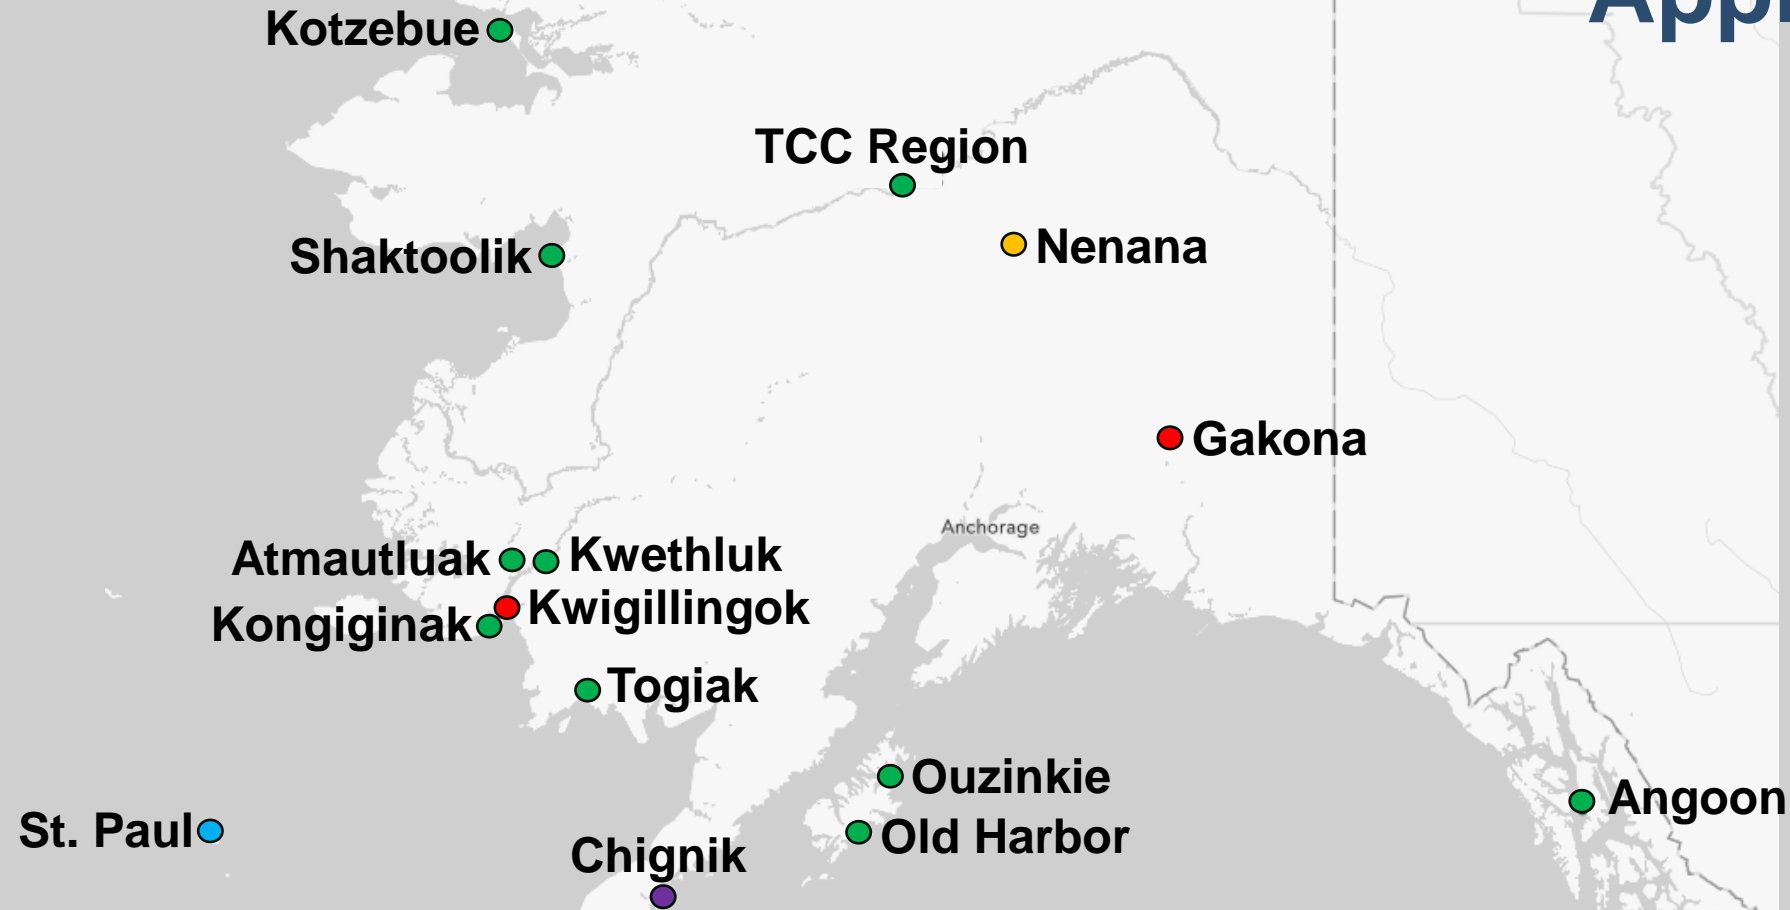 Kotzebue
TCC Region
Shaktoolik
Nenana
Gakona
Anchorage
Atmautluak
Kwethluk
Kwigillingok
Kongiginak
Togiak
Ouzinkie
Angoon
St. Paul
Old Harbor
Chignik